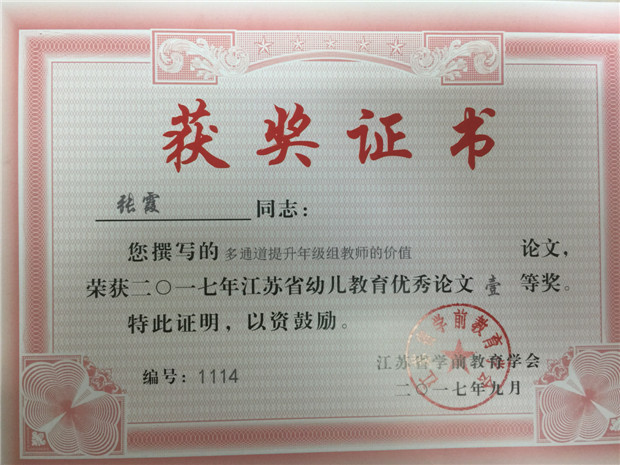 获奖证书
张霞 同志：
您撰写的 多通道提升年级组教师的价值 论文，
荣获二〇一七年江苏省幼儿教育优秀论文 壹 等奖。
特此证明，以资鼓励。
江苏省学前教育学会
编号：1114
二〇一七年九月